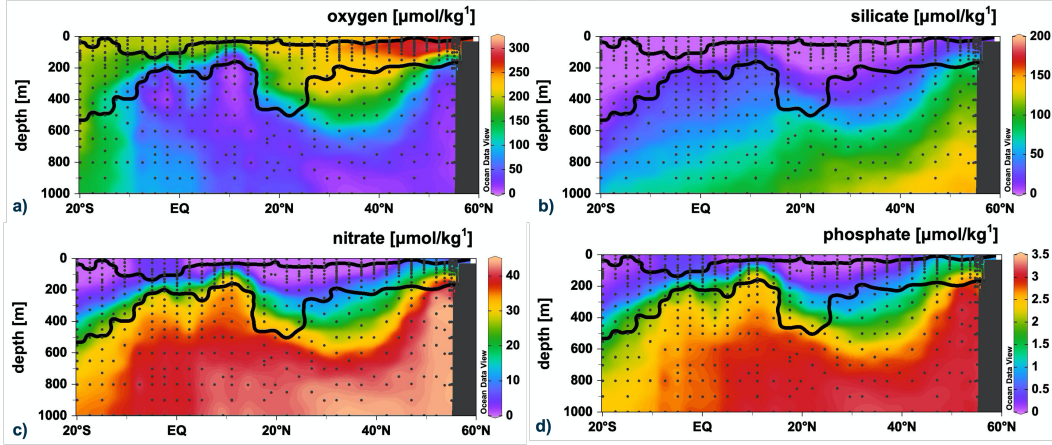 oxygen [µmol/kg¹]
0
200
400
600
800
1000
depth [m]
20°S
EQ
20°N
40°N
60°N
300
250
200
150
100
50
0
Ocean Data View
a)
silicate [µmol/kg¹]
0
200
400
600
800
1000
depth [m]
20°S
EQ
20°N
40°N
60°N
200
150
100
50
0
Ocean Data View
b)
nitrate [µmol/kg¹]
0
200
400
600
800
1000
depth [m]
20°S
EQ
20°N
40°N
60°N
40
30
20
10
0
Ocean Data View
c)
phosphate [µmol/kg¹]
0
200
400
600
800
1000
depth [m]
20°S
EQ
20°N
40°N
60°N
3.5
3
2.5
2
1.5
1
0.5
0
Ocean Data View
d)